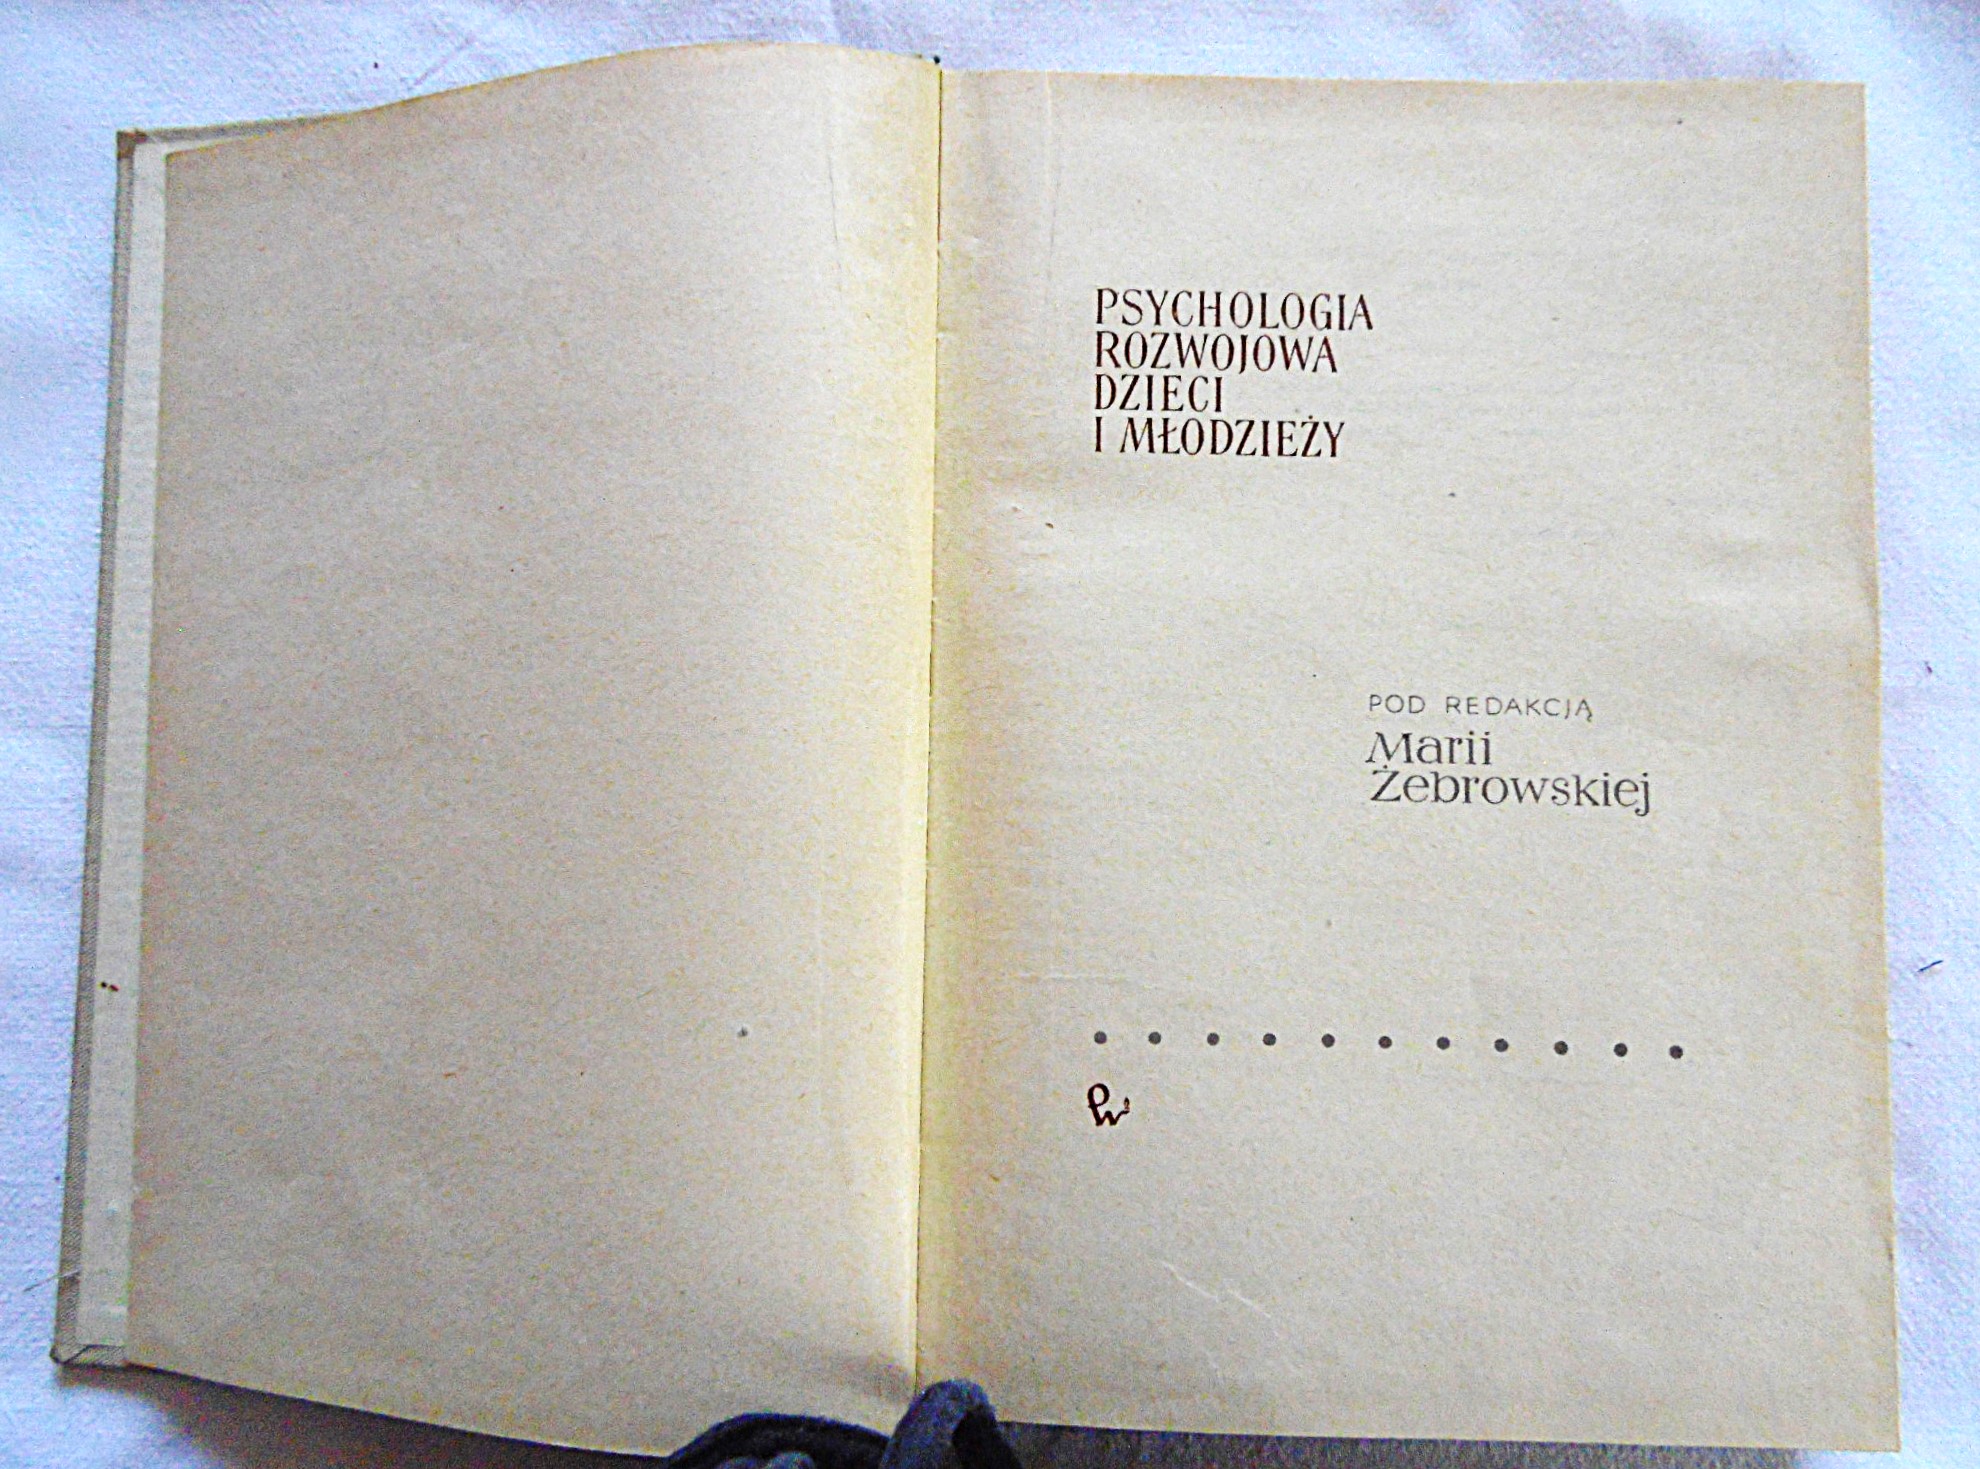 PSYCHOLOGIA
ROZWOJOWA
DZIECI
I MŁODZIEŻY
POD REDAKCJĄ
Marii
Żebrowskiej